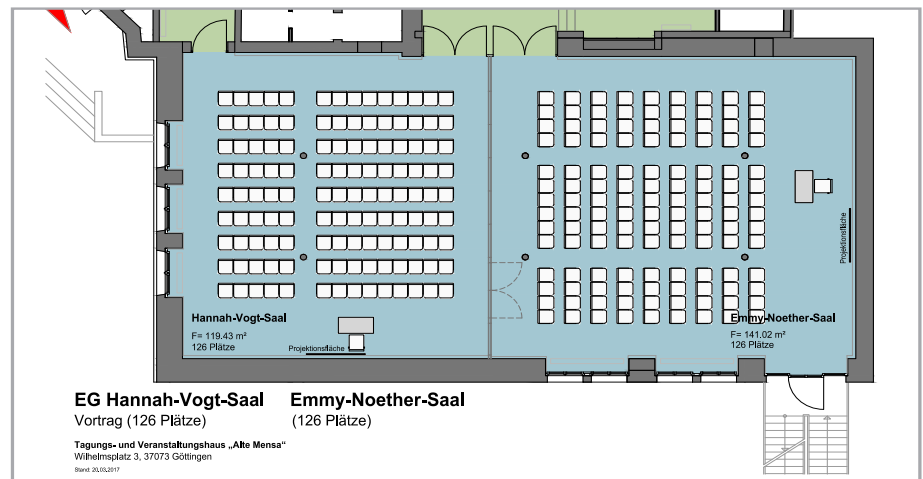 Hannah-Vogt-Saal
F= 119.43 m²
126 Plätze
Projektionsfläche
Projektionsfläche
Emmy-Noether-Saal
F= 141.02 m²
126 Plätze
EG Hannah-Vogt-Saal Emmy-Noether-Saal
Vortrag (126 Plätze) (126 Plätze)
Tagungs- und Veranstaltungshaus „Alte Mensa“
Wilhelmsplatz 3, 37073 Göttingen
Stand: 20.03.2017